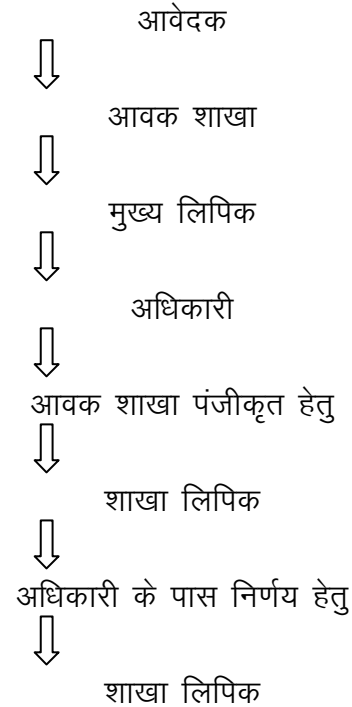 आवेदक
आवक शाखा
मुख्य लिपिक
अधिकारी
आवक शाखा पंजीकृत हेतु
शाखा लिपिक
अधिकारी के पास निर्णय हेतु
शाखा लिपिक